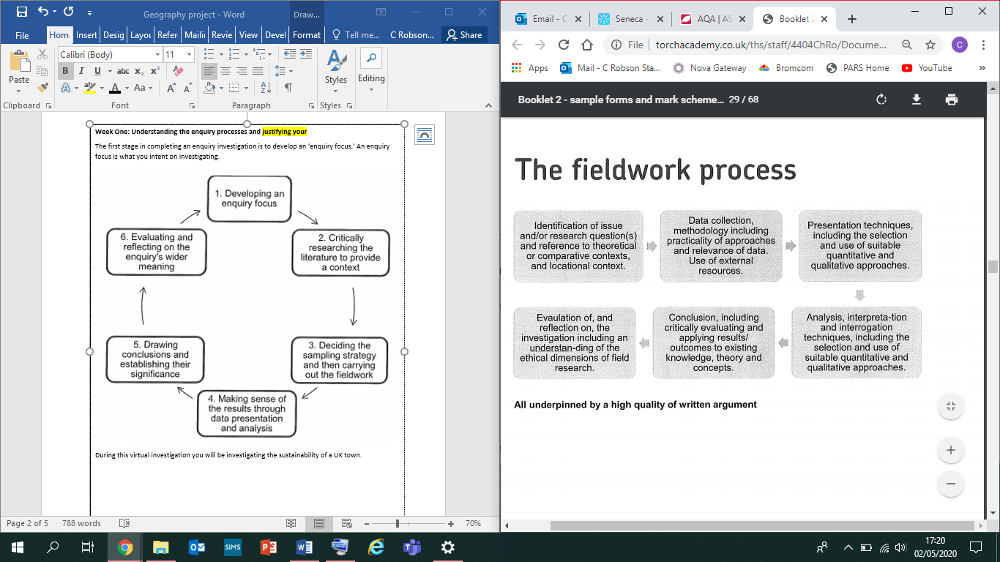 Geography project - Word
Draw...
File
Hom
Insert
Desig
Layou
Refer
Mailin
Revie
View
Devel
Format
Tell me...
C Robson...
Share
Paste
Clipboard
Calibri (Body)
11
B I U abc x₂ x²
A ab A Aa A A
Font
Paragraph
Styles
Styles
Editing
Week One: Understanding the enquiry processes and justifying your
The first stage in completing an enquiry investigation is to develop an ‘enquiry focus.’ An enquiry
focus is what you intent on investigating.
1. Developing an
enquiry focus
2. Critically
researching the
literature to provide
a context
3. Deciding the
sampling strategy
and then carrying
out the fieldwork
4. Making sense of
the results through
data presentation
and analysis
5. Drawing
conclusions and
establishing their
significance
6. Evaluating and
reflecting on the
enquiry's wider
meaning
During this virtual investigation you will be investigating the sustainability of a UK town.
Page 2 of 5
788 words
70%
Email - C
Seneca -
AQA | AS
Booklet 2
File
torchacademy.co.uk/ths/staff/4404ChRo/Docume...
C
Apps
Mail - C Robson Sta...
Nova Gateway
Bromcom
PARS Home
YouTube
»
Booklet 2 - sample forms and mark scheme... 29 / 68
The fieldwork process
Identification of issue
and/or research question(s)
and reference to theoretical
or comparative contexts,
and locational context.
Data collection,
methodology including
practicality of approaches
and relevance of data.
Use of external
resources.
Presentation techniques,
including the selection
and use of suitable
quantitative and
qualitative approaches.
Evaulation of, and
reflection on, the
investigation including an
understan-ding of the
ethical dimensions of field
research.
Conclusion, including
critically evaluating and
applying results/
outcomes to existing
knowledge, theory and
concepts.
Analysis, interpreta-tion
and interrogation
techniques, including the
selection and use of
suitable quantitative and
qualitative approaches.
All underpinned by a high quality of written argument
SIMS
17:20
02/05/2020